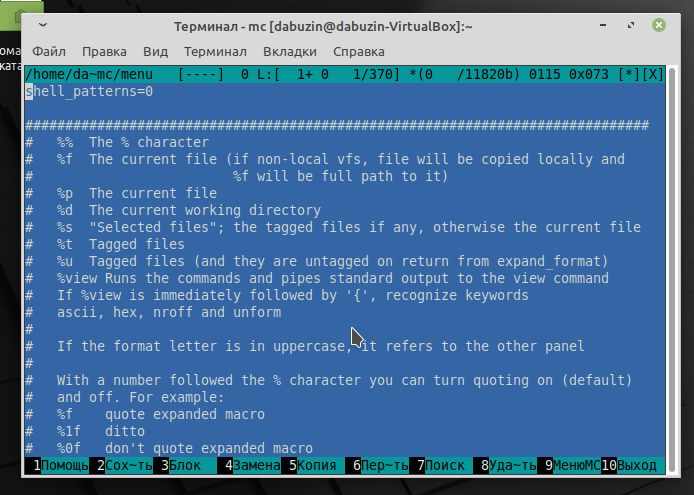 Терминал - mc [dabuzin@dabuzin-VirtualBox]:~
Файл Правка Вид Терминал Вкладки Справка
/home/da~mc/menu [----] 0 L:[ 1+ 0 1/370] *(0 /11820b) 0115 0x073 [*][X]
shell_patterns=0
##############################################################################
# %% The % character
# %f The current file (if non-local vfs, file will be copied locally and
# %f will be full path to it)
# %p The current file
# %d The current working directory
# %s "Selected files"; the tagged files if any, otherwise the current file
# %t Tagged files
# %u Tagged files (and they are untagged on return from expand_format)
# %view Runs the commands and pipes standard output to the view command
# If %view is immediately followed by '{', recognize keywords
# ascii, hex, nroff and unform
#
# If the format letter is in uppercase, it refers to the other panel
#
# With a number followed the % character you can turn quoting on (default)
# and off. For example:
# %f quote expanded macro
# %1f ditto
# %0f don't quote expanded macro
1Помощь 2Сох~ть 3Блок 4Замена 5Копия 6Пер~ть 7Поиск 8Уда~ть 9МенюMC 10Выход